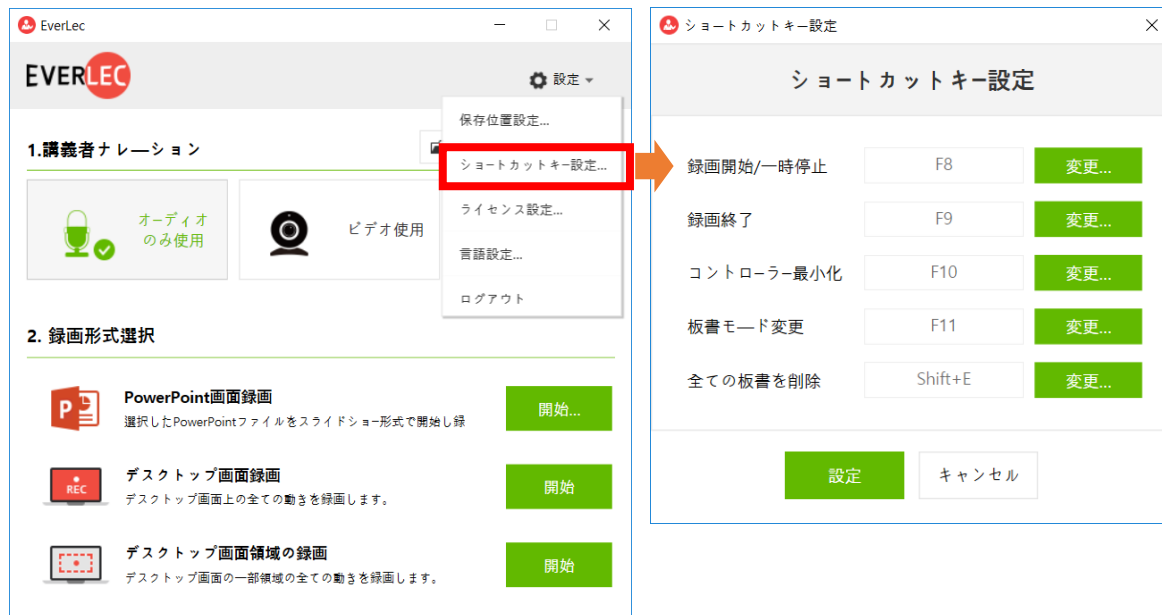 EverLec
EVERLEC
設定
保存位置設定...
ショートカットキー設定...
ライセンス設定...
言語設定...
ログアウト
1.講義者ナレーション
オーディオ
のみ使用
ビデオ使用
2. 録画形式選択
PowerPoint画面録画
選択したPowerPointファイルをスライドショー形式で開始し録
開始...
デスクトップ画面録画
REC
デスクトップ画面上の全ての動きを録画します。
開始
デスクトップ画面領域の録画
デスクトップ画面の一部領域の全ての動きを録画します。
開始
ショートカットキー設定
ショートカットキー設定
録画開始/一時停止 F8 変更...
録画終了 F9 変更...
コントローラー最小化 F10 変更...
板書モード変更 F11 変更...
全ての板書を削除 Shift+E 変更...
設定 キャンセル